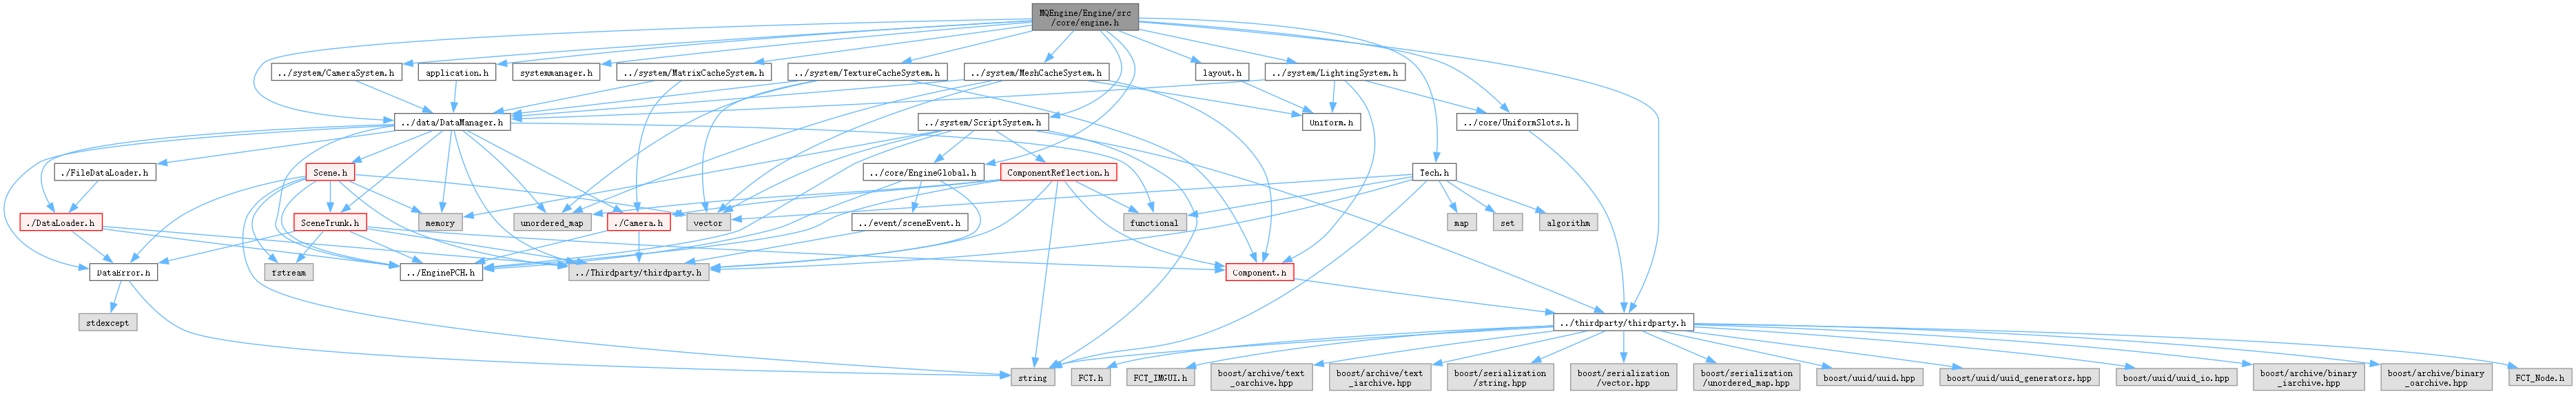 MQEngine/Engine/src
/core/engine.h
../system/CameraSystem.h
application.h
systemmanager.h
../system/MatrixCacheSystem.h
../system/TextureCacheSystem.h
../system/MeshCacheSystem.h
layout.h
../system/LightingSystem.h
../data/DataManager.h
../system/ScriptSystem.h
Uniform.h
../core/UniformSlots.h
./FileDataLoader.h
Scene.h
../core/EngineGlobal.h
ComponentReflection.h
Tech.h
./DataLoader.h
SceneTrunk.h
memory
unordered_map
./Camera.h
vector
../event/sceneEvent.h
functional
map
set
algorithm
DataError.h
fstream
../EnginePCH.h
../Thirdparty/thirdparty.h
Component.h
stdexcept
../thirdparty/thirdparty.h
string
FCT.h
FCT_IMGUI.h
boost/archive/text
_oarchive.hpp
boost/archive/text
_iarchive.hpp
boost/serialization
/string.hpp
boost/serialization
/vector.hpp
boost/serialization
/unordered_map.hpp
boost/uuid/uuid.hpp
boost/uuid/uuid_generators.hpp
boost/uuid/uuid_io.hpp
boost/archive/binary
_iarchive.hpp
boost/archive/binary
_oarchive.hpp
FCT_Node.h